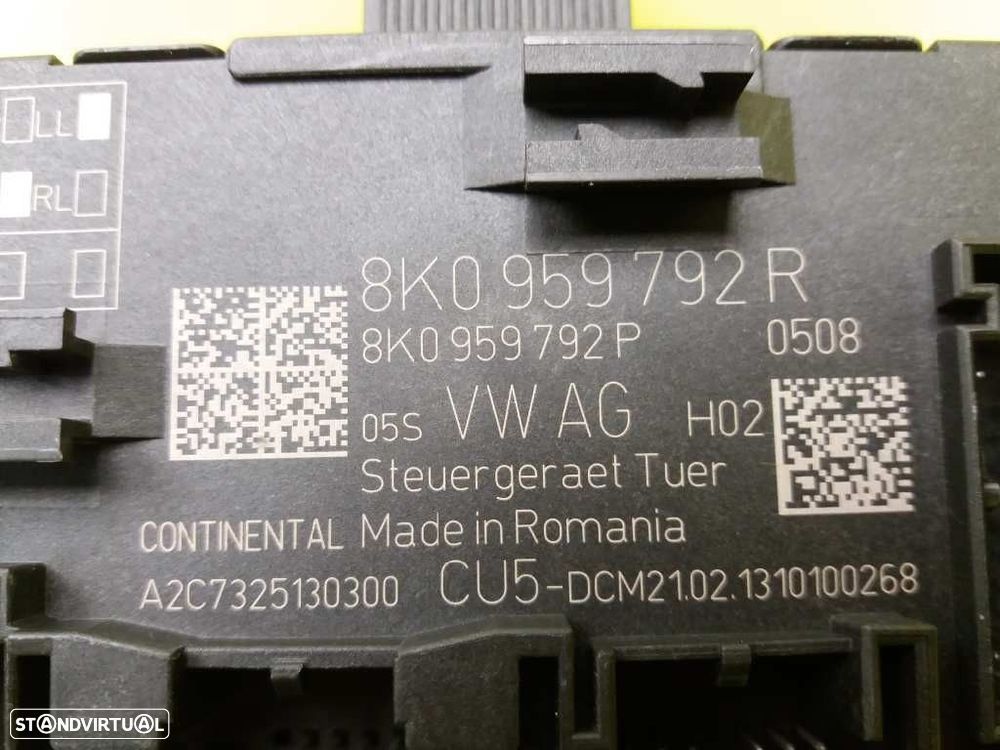 LL
RL
8K0 959 792 R
8K0 959 792 P 0508
05S VW AG H02
Steuergeraet Tuer
CONTINENTAL Made in Romania
A2C7325130300 CU5-DCM21.02.1310100268
STANDVIRTUAL